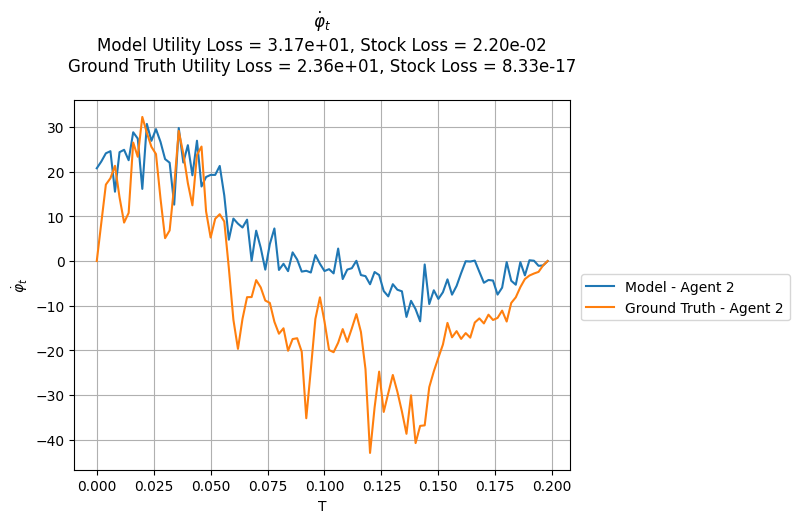 φ̇ₜ
Model Utility Loss = 3.17e+01, Stock Loss = 2.20e-02
Ground Truth Utility Loss = 2.36e+01, Stock Loss = 8.33e-17
30
20
10
0
−10
−20
−30
−40
φ̇ₜ
0.000
0.025
0.050
0.075
0.100
0.125
0.150
0.175
0.200
T
Model - Agent 2
Ground Truth - Agent 2